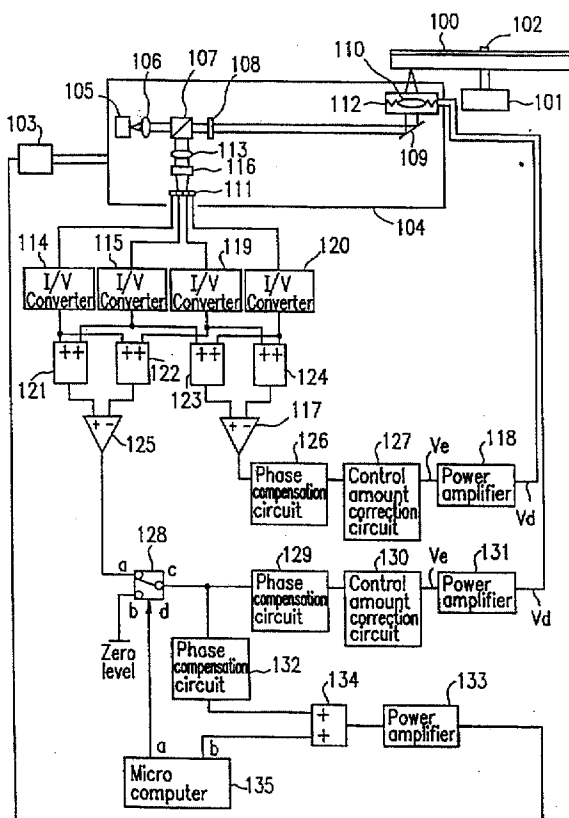 100
102
107
110
106
108
105
112
101
103
113
116
109
111
104
114
115
119
120
I/V
Converter
I/V
Converter
I/V
Converter
I/V
Converter
++
++
++
++
121
122
123
124
+ -
+ -
125
117
126
127
118
Phase
compensation
circuit
Control
amount
correction
circuit
Ve
Power
amplifier
Vd
128
a
c
b
d
129
130
131
Phase
compensation
circuit
Control
amount
correction
circuit
Ve
Power
amplifier
Vd
Zero
level
Phase
compensation
circuit
132
134
133
+
+
Power
amplifier
a
b
Micro
computer
135